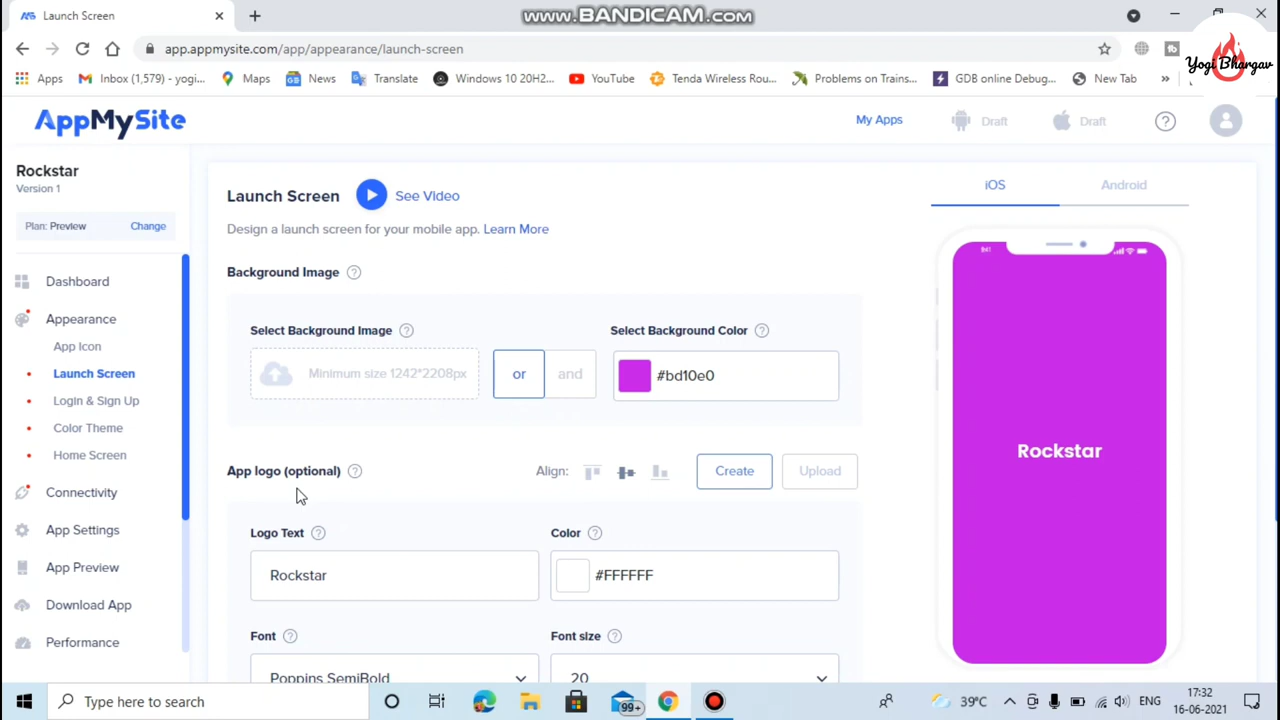 Launch Screen
www.BANDICAM.com
app.appmysite.com/app/appearance/launch-screen
Apps
Inbox (1,579) - yogi...
Maps
News
Translate
Windows 10 20H2...
YouTube
Tenda Wireless Rou...
Problems on Trains...
GDB online Debug...
New Tab
»
Yogi Bhargav
AppMySite
My Apps
Draft
Draft
Rockstar
Version 1
Plan: Preview
Change
Dashboard
Appearance
App Icon
Launch Screen
Login & Sign Up
Color Theme
Home Screen
Connectivity
App Settings
App Preview
Download App
Performance
Launch Screen
See Video
Design a launch screen for your mobile app. Learn More
Background Image
Select Background Image
Minimum size 1242*2208px
or
and
Select Background Color
#bd10e0
App logo (optional)
Align:
Create
Upload
Logo Text
Rockstar
Color
#FFFFFF
Font
Poppins SemiBold
Font size
20
iOS
Android
Rockstar
Type here to search
99+
39°C
ENG
17:32
16-06-2021